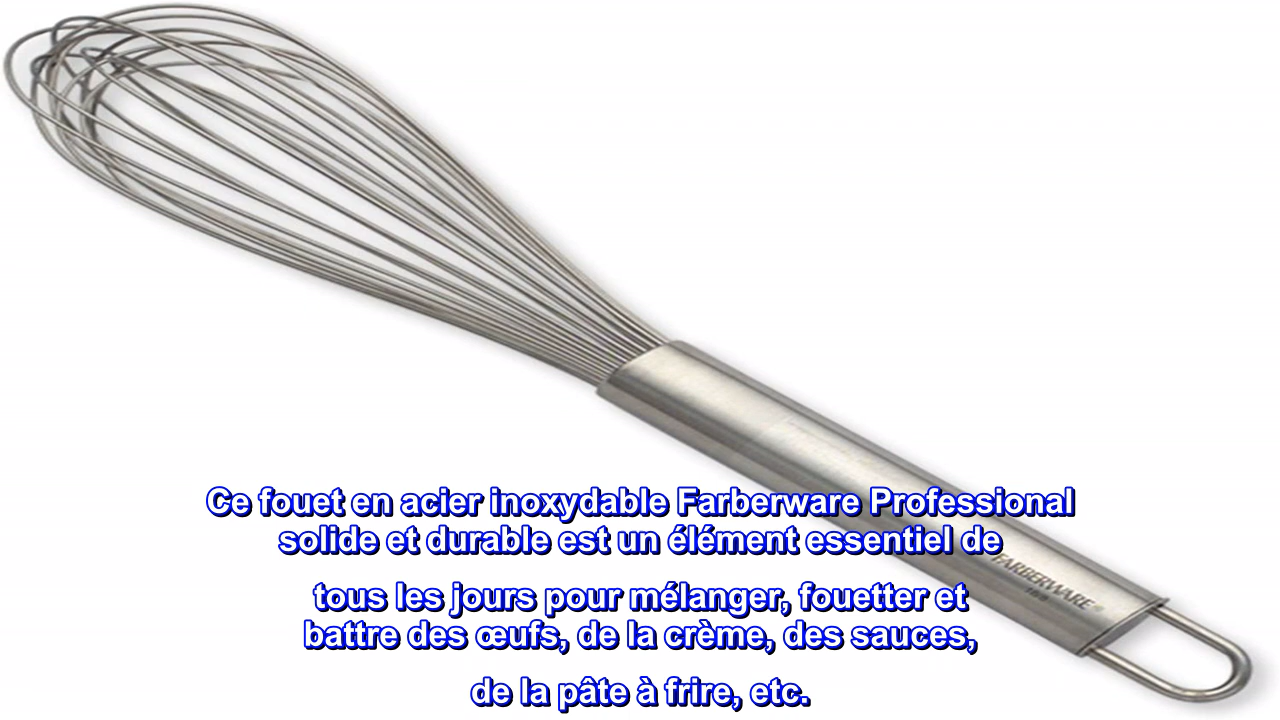 Ce fouet en acier inoxydable Farberware Professional
solide et durable est un élément essentiel de
tous les jours pour mélanger, fouetter et
battre des œufs, de la crème, des sauces,
de la pâte à frire, etc.
FARBERWARE®